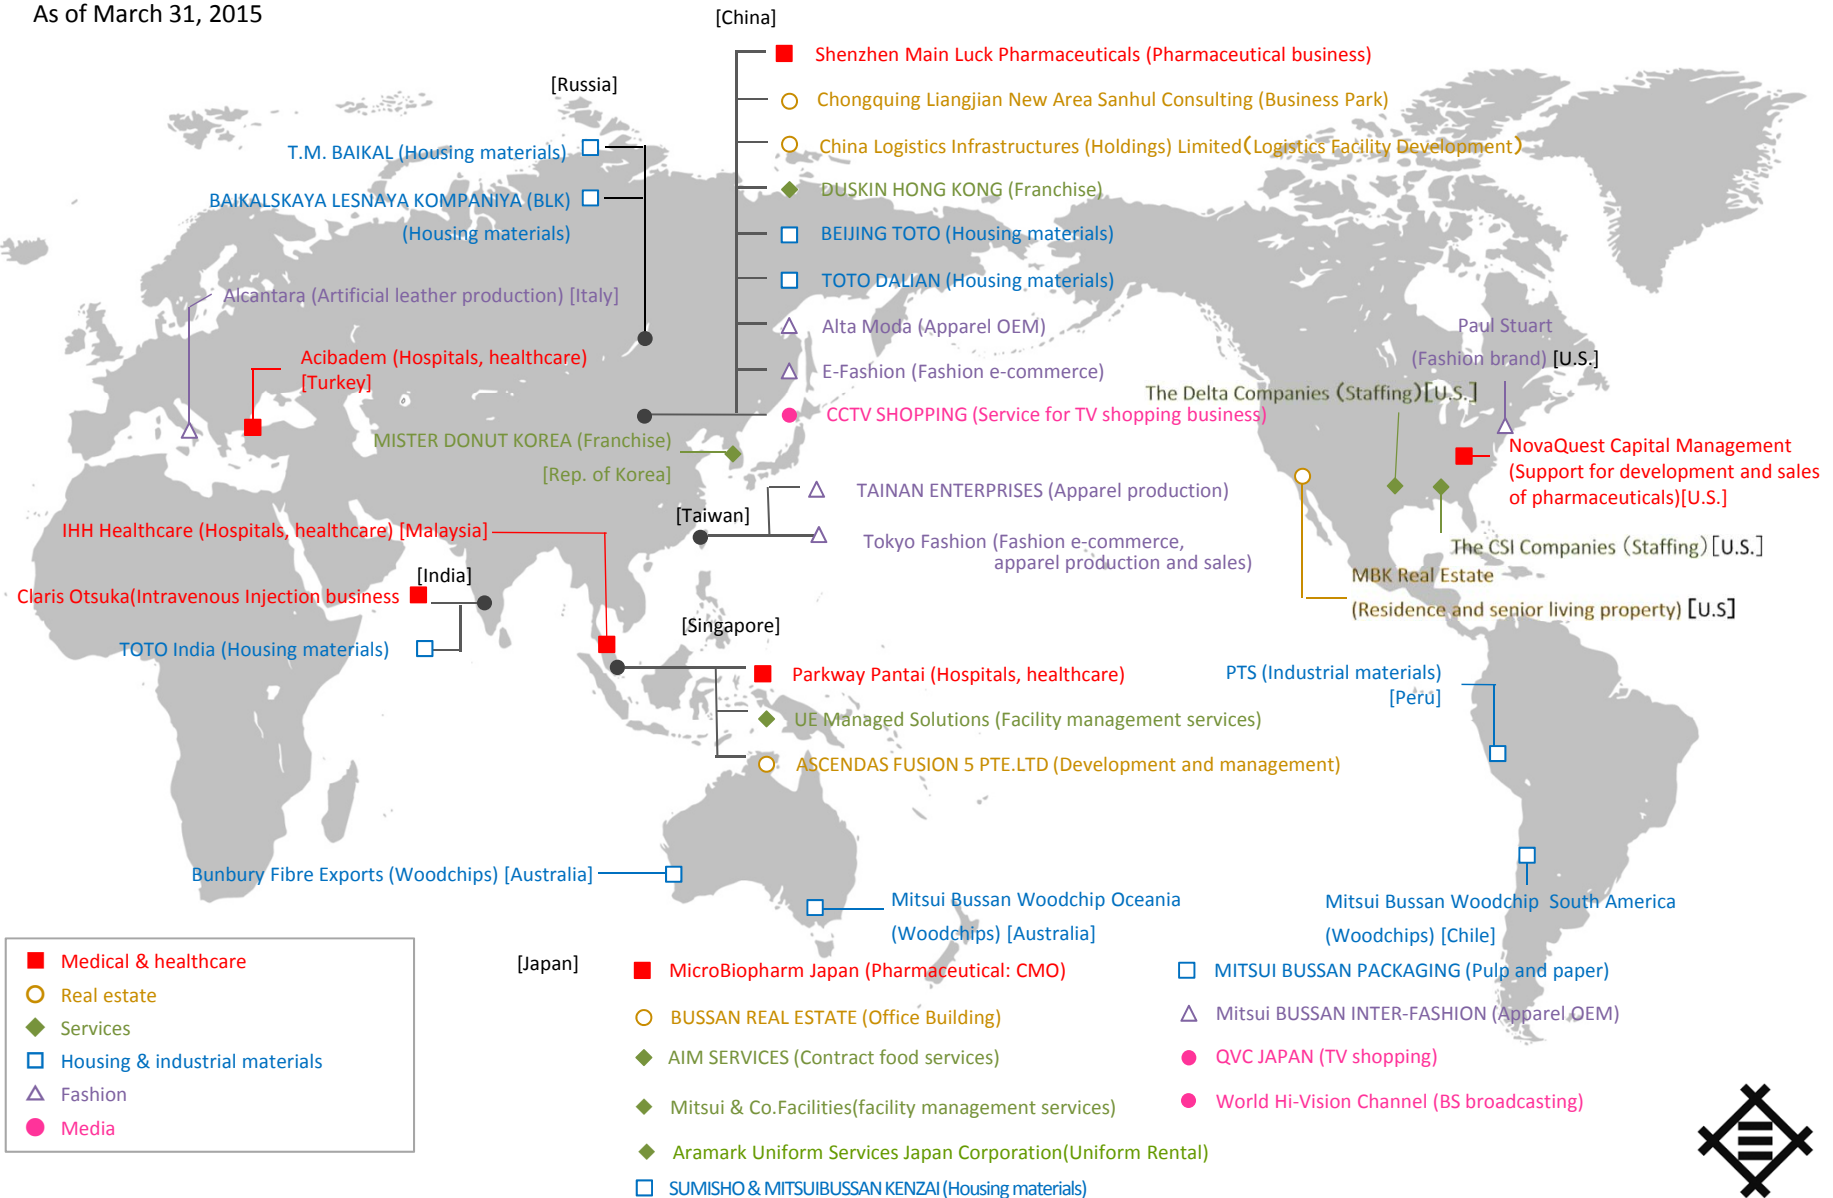 As of March 31, 2015
[China]
Shenzhen Main Luck Pharmaceuticals (Pharmaceutical business)
Chongquing Liangjian New Area Sanhul Consulting (Business Park)
China Logistics Infrastructures (Holdings) Limited(Logistics Facility Development)
DUSKIN HONG KONG (Franchise)
BEIJING TOTO (Housing materials)
TOTO DALIAN (Housing materials)
Alta Moda (Apparel OEM)
E-Fashion (Fashion e-commerce)
CCTV SHOPPING (Service for TV shopping business)
[Russia]
T.M. BAIKAL (Housing materials)
BAIKALSKAYA LESNAYA KOMPANIYA (BLK)
(Housing materials)
Alcantara (Artificial leather production) [Italy]
Acibadem (Hospitals, healthcare)
[Turkey]
MISTER DONUT KOREA (Franchise)
[Rep. of Korea]
Paul Stuart
(Fashion brand) [U.S.]
The Delta Companies (Staffing)[U.S.]
NovaQuest Capital Management
(Support for development and sales
of pharmaceuticals)[U.S.]
The CSI Companies (Staffing) [U.S.]
MBK Real Estate
(Residence and senior living property) [U.S]
[Taiwan]
TAINAN ENTERPRISES (Apparel production)
Tokyo Fashion (Fashion e-commerce,
apparel production and sales)
IHH Healthcare (Hospitals, healthcare) [Malaysia]
[India]
Claris Otsuka(Intravenous Injection business
TOTO India (Housing materials)
[Singapore]
Parkway Pantai (Hospitals, healthcare)
UE Managed Solutions (Facility management services)
ASCENDAS FUSION 5 PTE.LTD (Development and management)
PTS (Industrial materials)
[Peru]
Bunbury Fibre Exports (Woodchips) [Australia]
Mitsui Bussan Woodchip Oceania
(Woodchips) [Australia]
Mitsui Bussan Woodchip South America
(Woodchips) [Chile]
Medical & healthcare
Real estate
Services
Housing & industrial materials
Fashion
Media
[Japan]
MicroBiopharm Japan (Pharmaceutical: CMO)
BUSSAN REAL ESTATE (Office Building)
AIM SERVICES (Contract food services)
Mitsui & Co.Facilities(facility management services)
Aramark Uniform Services Japan Corporation(Uniform Rental)
SUMISHO & MITSUIBUSSAN KENZAI (Housing materials)
MITSUI BUSSAN PACKAGING (Pulp and paper)
Mitsui BUSSAN INTER-FASHION (Apparel OEM)
QVC JAPAN (TV shopping)
World Hi-Vision Channel (BS broadcasting)